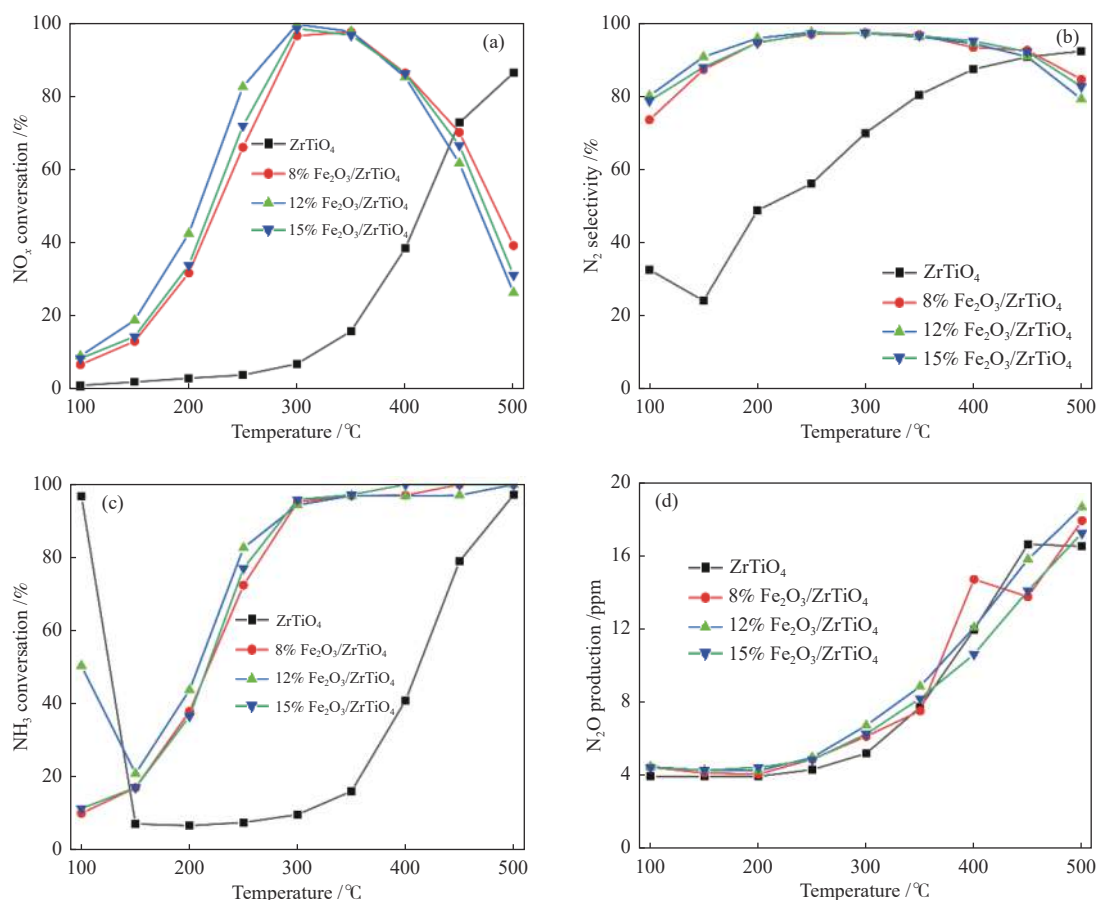 (a)
100
80
60
40
20
0
NOₓ conversation /%
ZrTiO₄
8% Fe₂O₃/ZrTiO₄
12% Fe₂O₃/ZrTiO₄
15% Fe₂O₃/ZrTiO₄
100 200 300 400 500
Temperature /℃
(b)
100
80
60
40
20
0
N₂ selectivity /%
ZrTiO₄
8% Fe₂O₃/ZrTiO₄
12% Fe₂O₃/ZrTiO₄
15% Fe₂O₃/ZrTiO₄
100 200 300 400 500
Temperature /℃
(c)
100
80
60
40
20
0
NH₃ conversation /%
ZrTiO₄
8% Fe₂O₃/ZrTiO₄
12% Fe₂O₃/ZrTiO₄
15% Fe₂O₃/ZrTiO₄
100 200 300 400 500
Temperature /℃
(d)
20
16
12
8
4
0
N₂O production /ppm
ZrTiO₄
8% Fe₂O₃/ZrTiO₄
12% Fe₂O₃/ZrTiO₄
15% Fe₂O₃/ZrTiO₄
100 200 300 400 500
Temperature /℃